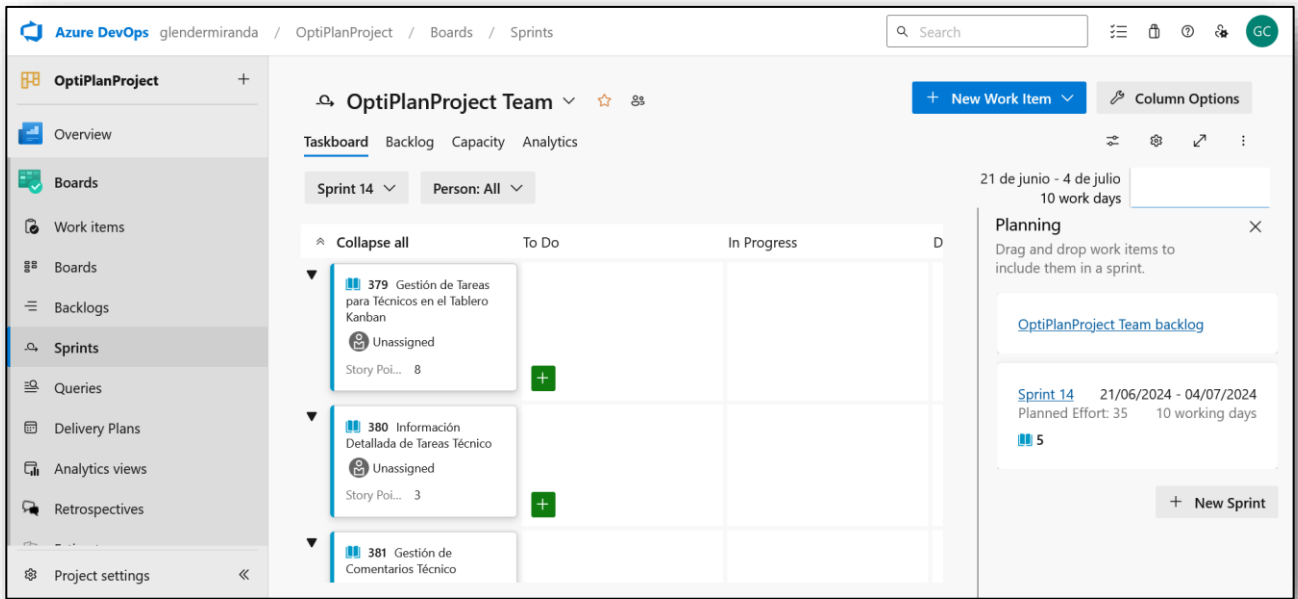 Azure DevOps glendermiranda / OptiPlanProject / Boards / Sprints
Search
GC
OptiPlanProject
Overview
Boards
Work items
Boards
Backlogs
Sprints
Queries
Delivery Plans
Analytics views
Retrospectives
Project settings
OptiPlanProject Team
New Work Item
Column Options
Taskboard Backlog Capacity Analytics
Sprint 14
Person: All
21 de junio - 4 de julio
10 work days
Collapse all
To Do
In Progress
D
379 Gestión de Tareas
para Técnicos en el Tablero
Kanban
Unassigned
Story Poi... 8
380 Información
Detallada de Tareas Técnico
Unassigned
Story Poi... 3
381 Gestión de
Comentarios Técnico
Planning
Drag and drop work items to
include them in a sprint.
OptiPlanProject Team backlog
Sprint 14 21/06/2024 - 04/07/2024
Planned Effort: 35 10 working days
5
New Sprint